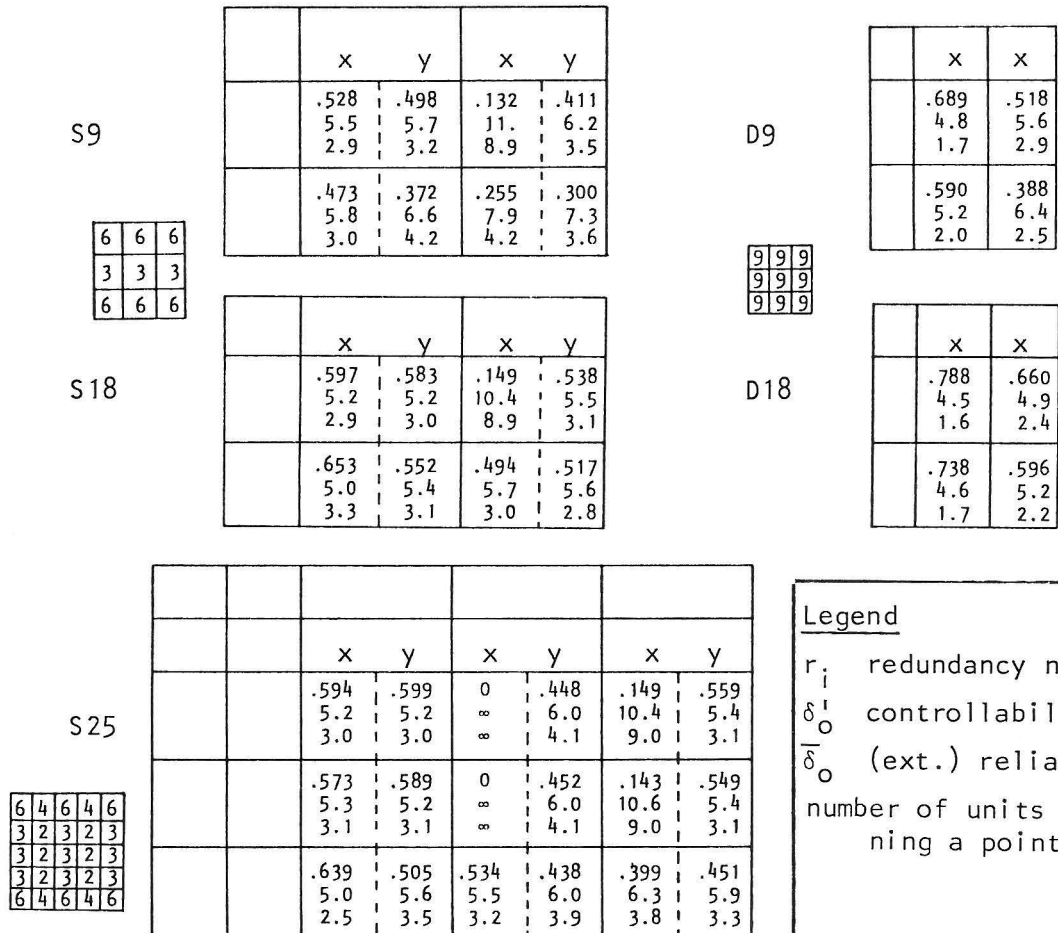 x y x y
S9
.528 .498 .132 .411
5.5 5.7 11. 6.2
2.9 3.2 8.9 3.5
.473 .372 .255 .300
5.8 6.6 7.9 7.3
3.0 4.2 4.2 3.6
6 6 6
3 3 3
6 6 6
x x
D9
.689 .518
4.8 5.6
1.7 2.9
.590 .388
5.2 6.4
2.0 2.5
9 9 9
9 9 9
9 9 9
x y x y
S18
.597 .583 .149 .538
5.2 5.2 10.4 5.5
2.9 3.0 8.9 3.1
.653 .552 .494 .517
5.0 5.4 5.7 5.6
3.3 3.1 3.0 2.8
x x
D18
.788 .660
4.5 4.9
1.6 2.4
.738 .596
4.6 5.2
1.7 2.2
x y x y x y
S25
.594 .599 0 .448 .149 .559
5.2 5.2 ∞ 6.0 10.4 5.4
3.0 3.0 ∞ 4.1 9.0 3.1
.573 .589 0 .452 .143 .549
5.3 5.2 ∞ 6.0 10.6 5.4
3.1 3.1 ∞ 4.1 9.0 3.1
.639 .505 .534 .438 .399 .451
5.0 5.6 5.5 6.0 6.3 5.9
2.5 3.5 3.2 3.9 3.8 3.3
6 4 6 4 6
3 2 3 2 3
3 2 3 2 3
3 2 3 2 3
6 4 6 4 6
Legend
rᵢ redundancy n
δ'₀ controllabil
δ̄₀ (ext.) relia
number of units
ning a point